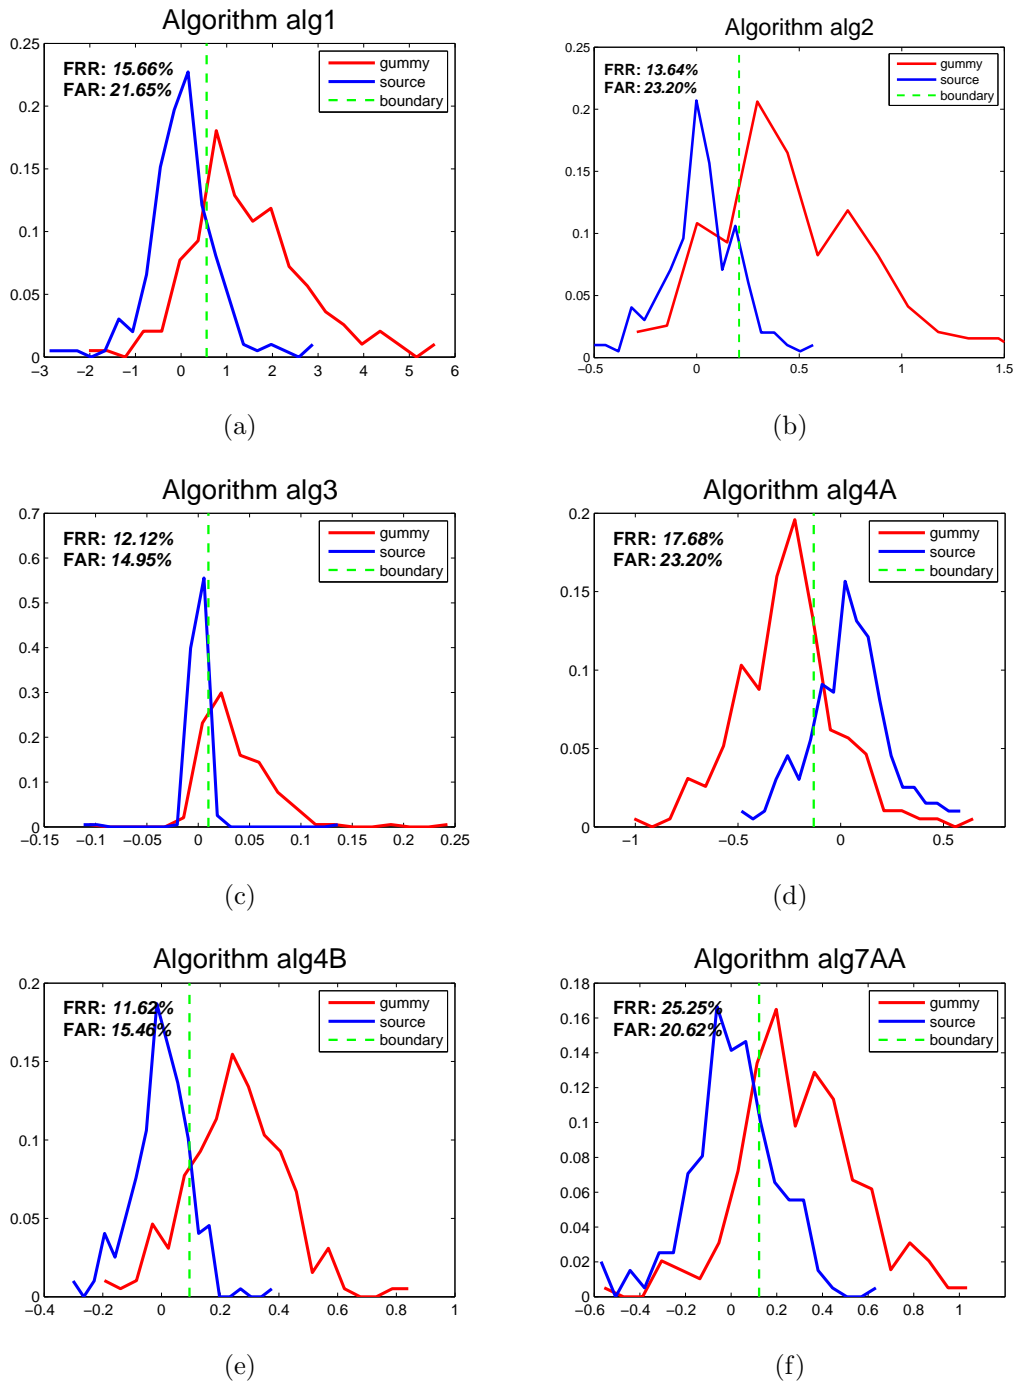 Algorithm alg1
0.25
0.2
0.15
0.1
0.05
0
−3 −2 −1 0 1 2 3 4 5 6
FRR: 15.66%
FAR: 21.65%
gummy
source
boundary
(a)
Algorithm alg2
0.25
0.2
0.15
0.1
0.05
0
−0.5 0 0.5 1 1.5
FRR: 13.64%
FAR: 23.20%
gummy
source
boundary
(b)
Algorithm alg3
0.7
0.6
0.5
0.4
0.3
0.2
0.1
0
−0.15 −0.1 −0.05 0 0.05 0.1 0.15 0.2 0.25
FRR: 12.12%
FAR: 14.95%
gummy
source
boundary
(c)
Algorithm alg4A
0.2
0.15
0.1
0.05
0
−1 −0.5 0 0.5
FRR: 17.68%
FAR: 23.20%
gummy
source
boundary
(d)
Algorithm alg4B
0.2
0.15
0.1
0.05
0
−0.4 −0.2 0 0.2 0.4 0.6 0.8 1
FRR: 11.62%
FAR: 15.46%
gummy
source
boundary
(e)
Algorithm alg7AA
0.18
0.16
0.14
0.12
0.1
0.08
0.06
0.04
0.02
0
−0.6 −0.4 −0.2 0 0.2 0.4 0.6 0.8 1
FRR: 25.25%
FAR: 20.62%
gummy
source
boundary
(f)